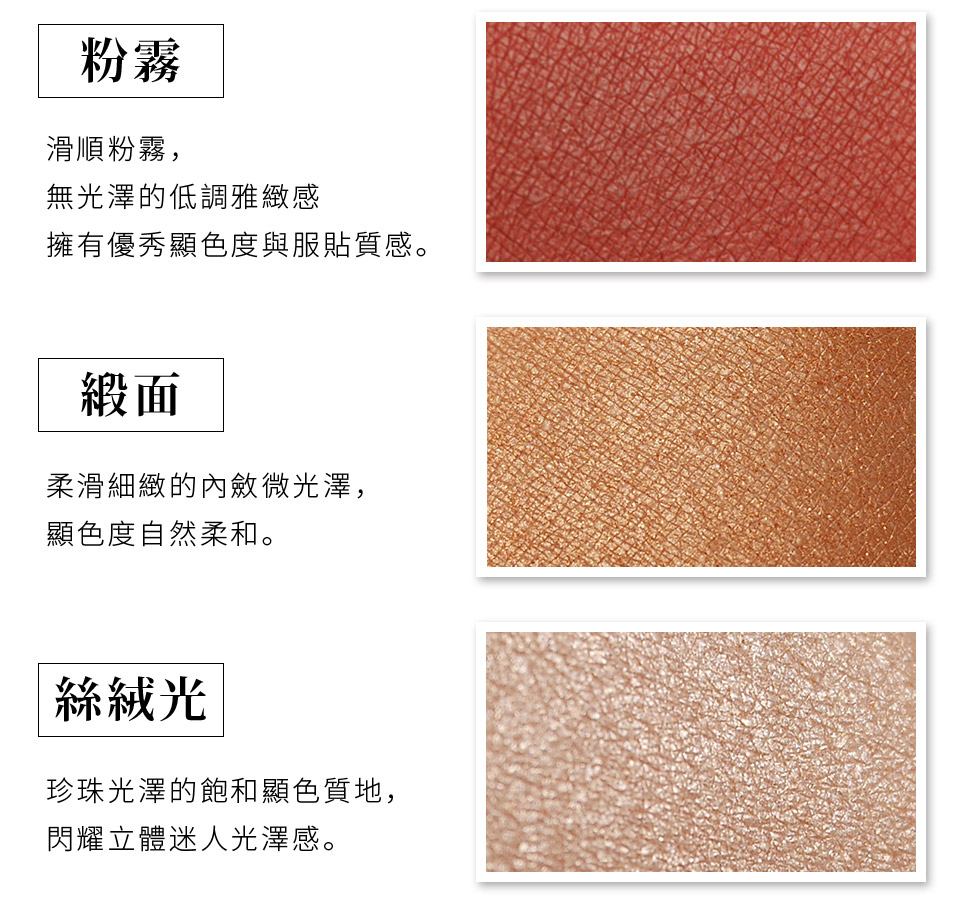 粉霧
滑順粉霧，
無光澤的低調雅緻感
擁有優秀顯色度與服貼質感。
緞面
柔滑細緻的內斂微光澤，
顯色度自然柔和。
絲絨光
珍珠光澤的飽和顯色質地，
閃耀立體迷人光澤感。